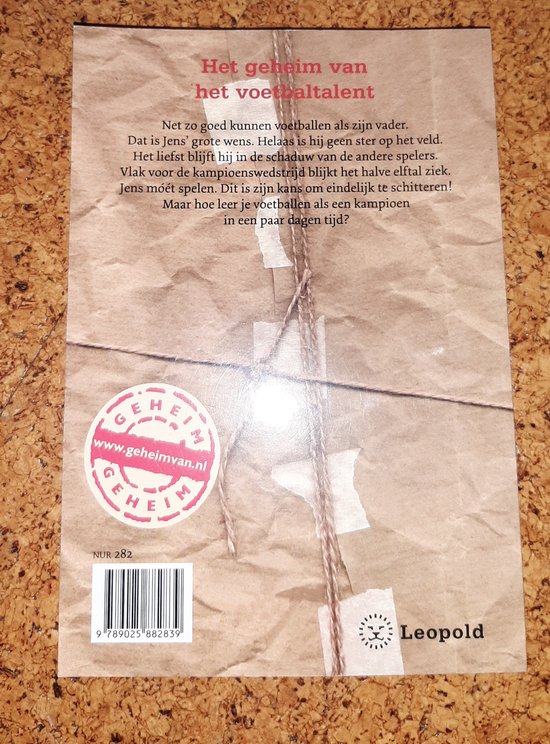 Het geheim van
het voetbaltalent
Net zo goed kunnen voetballen als zijn vader.
Dat is Jens’ grote wens. Helaas is hij geen ster op het veld.
Het liefst blijft hij in de schaduw van de andere spelers.
Vlak voor de kampioenswedstrijd blijkt het halve elftal ziek.
Jens móét spelen. Dit is zijn kans om eindelijk te schitteren!
Maar hoe leer je voetballen als een kampioen
in een paar dagen tijd?
GEHEIM
www.geheimvan.nl
GEHEIM
NUR 282
9 789025 882839
Leopold